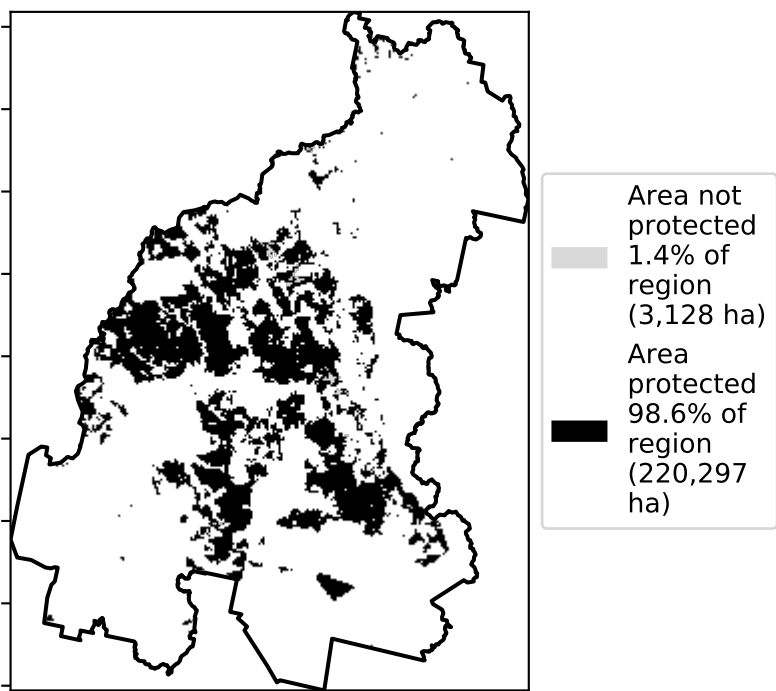 Area not
protected
1.4% of
region
(3,128 ha)
Area
protected
98.6% of
region
(220,297
ha)